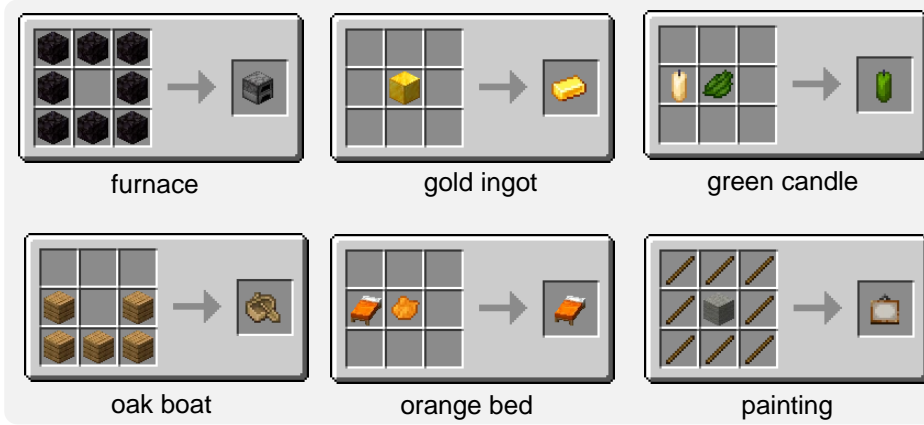 furnace
gold ingot
green candle
oak boat
orange bed
painting